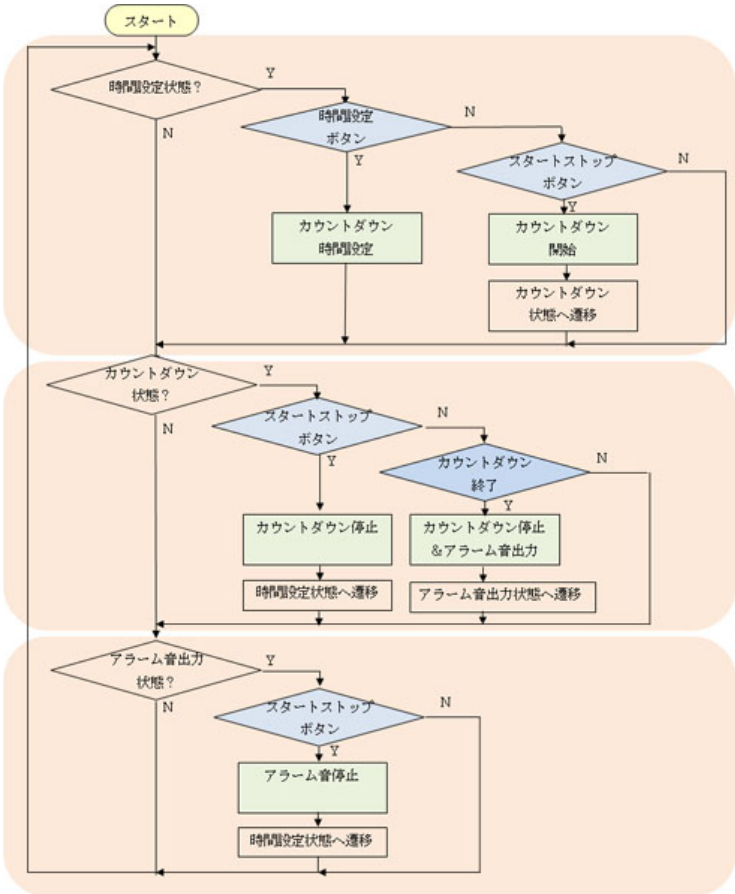 スタート
時間設定状態？
Y
N
時間設定
ボタン
N
Y
スタートストップ
ボタン
N
Y
カウントダウン
時間設定
カウントダウン
開始
カウントダウン
状態へ遷移
カウントダウン
状態？
Y
N
スタートストップ
ボタン
N
Y
カウントダウン
終了
N
Y
カウントダウン停止
カウントダウン停止
＆アラーム音出力
時間設定状態へ遷移
アラーム音出力状態へ遷移
アラーム音出力
状態？
Y
N
スタートストップ
ボタン
N
Y
アラーム音停止
時間設定状態へ遷移